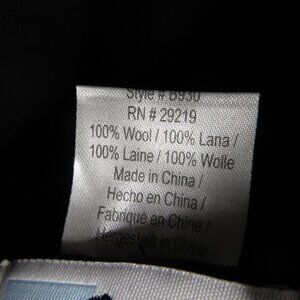 Style # B930
RN # 29219
100% Wool / 100% Lana /
100% Laine / 100% Wolle
Made in China /
Hecho en China /
Fabriqué en Chine /
Hergestellt in China